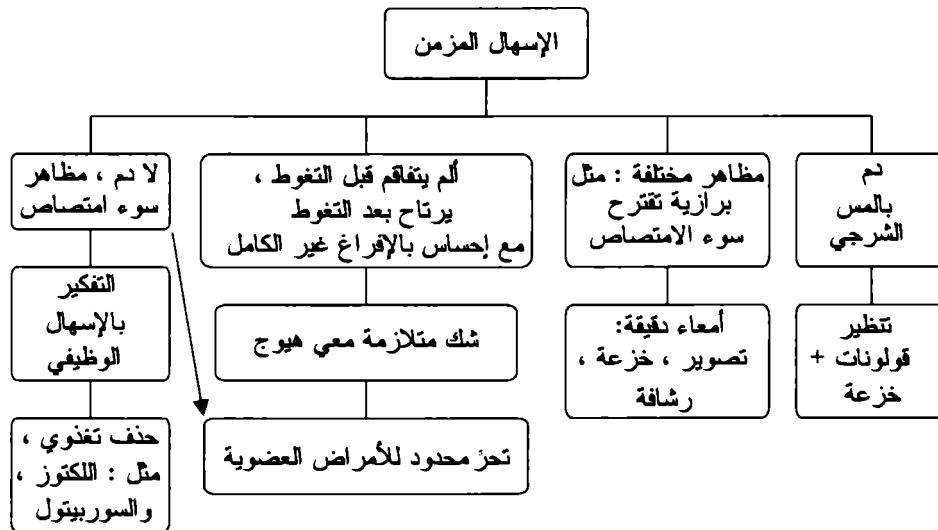 الإسهال المزمن
دم
بالمس
الشرجي
تنظير
قولونات +
خزعة
مظاهر مختلفة : مثل
برازية تقترح
سوء الامتصاص
أمعاء دقيقة:
تصوير ، خزعة ،
رشافة
ألم يتفاقم قبل التغوط ،
يرتاح بعد التغوط
مع إحساس بالإفراغ غير الكامل
شك متلازمة معي هيوج
تحرَ محدود للأمراض العضوية
لا دم ، مظاهر
سوء امتصاص
التفكير
بالإسهال
الوظيفي
حذف تغذوي ،
مثل : اللكتوز ،
والسوربيتول